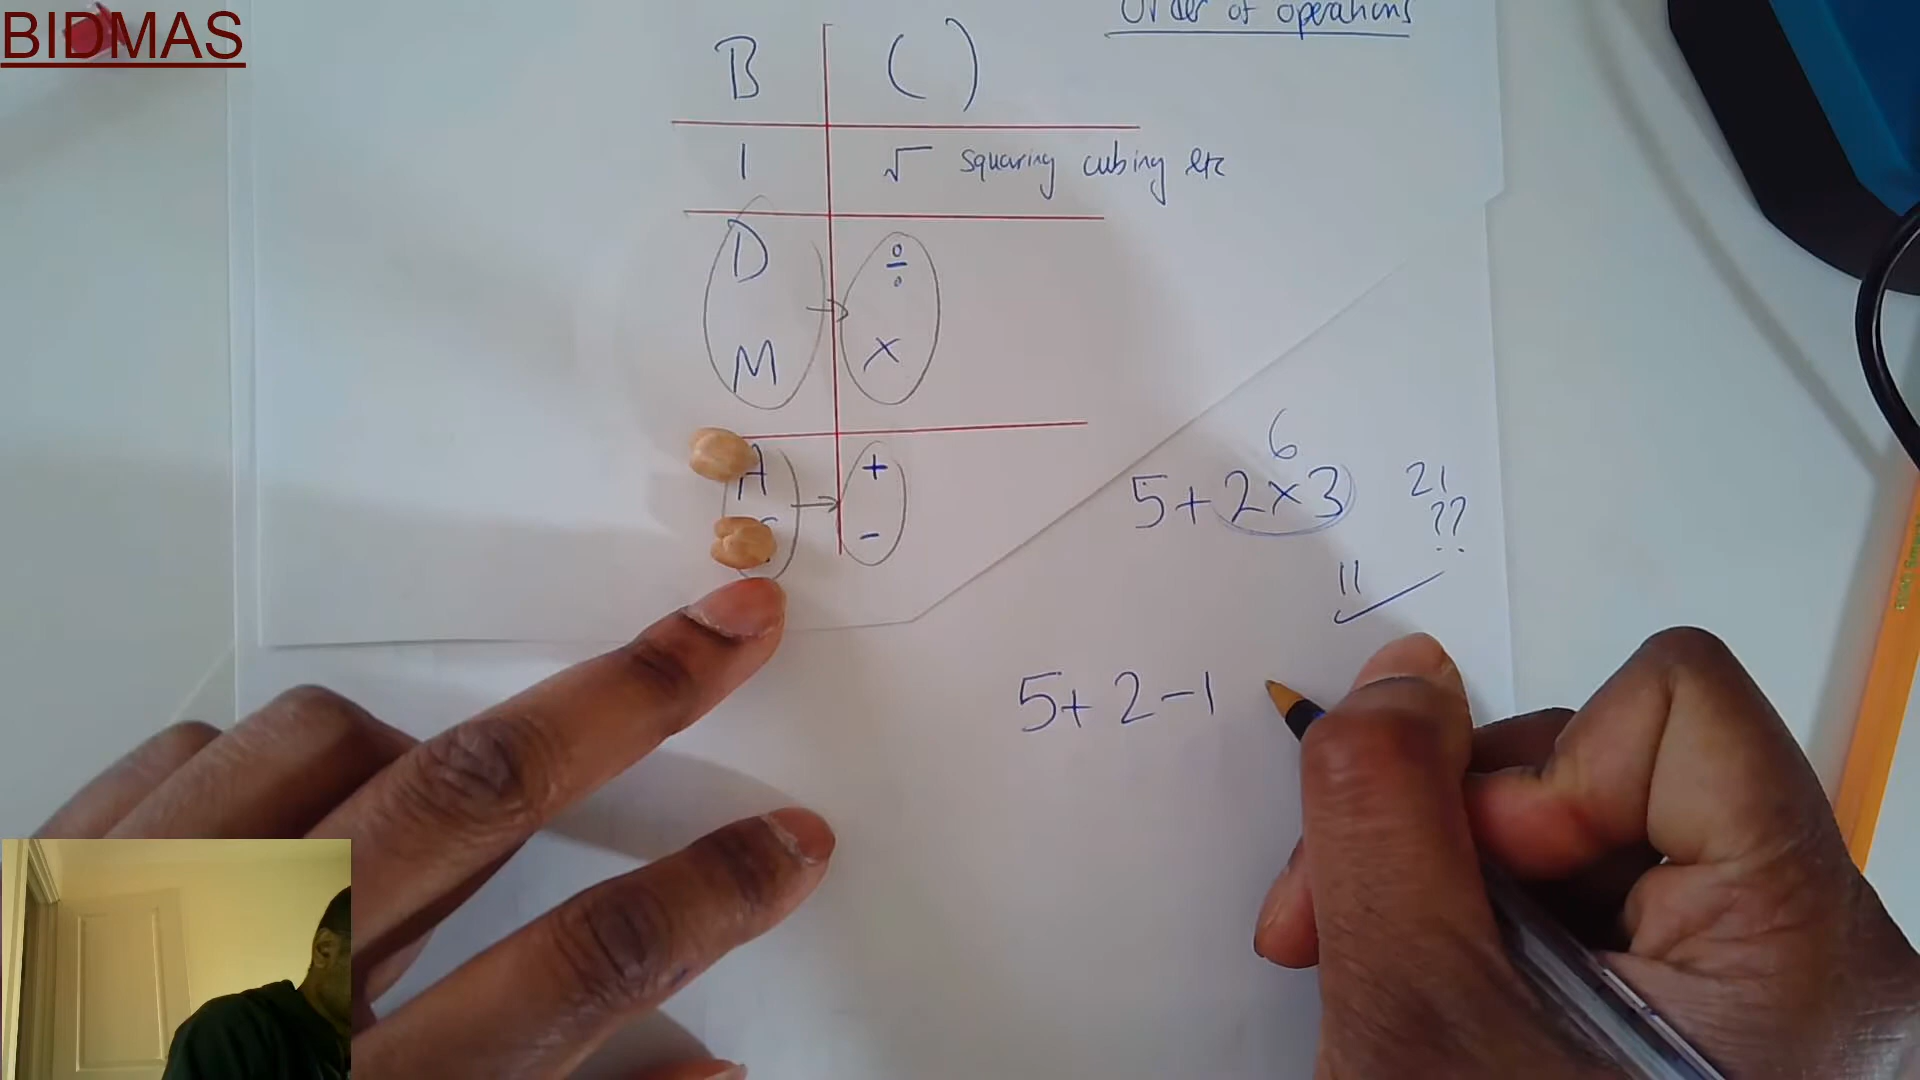 BIDMAS
Order of operations
B ( )
I √ squaring cubing etc
D ÷
M ×
A +
-
6
5+2×3 21
??
11
5+ 2-1